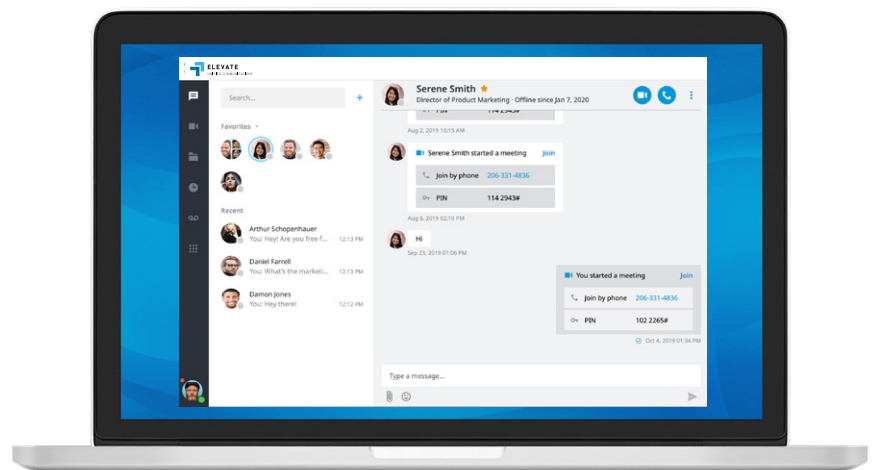 ELEVATE
UNIFIED COMMUNICATIONS
Search...
+
Favorites
Recent
Arthur Schopenhauer
You: Hey! Are you free f...
12:13 PM
Daniel Farrell
You: What's the marketi...
12:13 PM
Damon Jones
You: Hey there!
12:12 PM
Serene Smith
Director of Product Marketing · Offline since Jan 7, 2020
PIN 114 2943#
Aug 2, 2019 10:15 AM
Serene Smith started a meeting Join
Join by phone 206-331-4836
PIN 114 2943#
Aug 6, 2019 02:10 PM
Hi
Sep 23, 2019 01:06 PM
You started a meeting Join
Join by phone 206-331-4836
PIN 102 2265#
Oct 4, 2019 01:34 PM
Type a message...